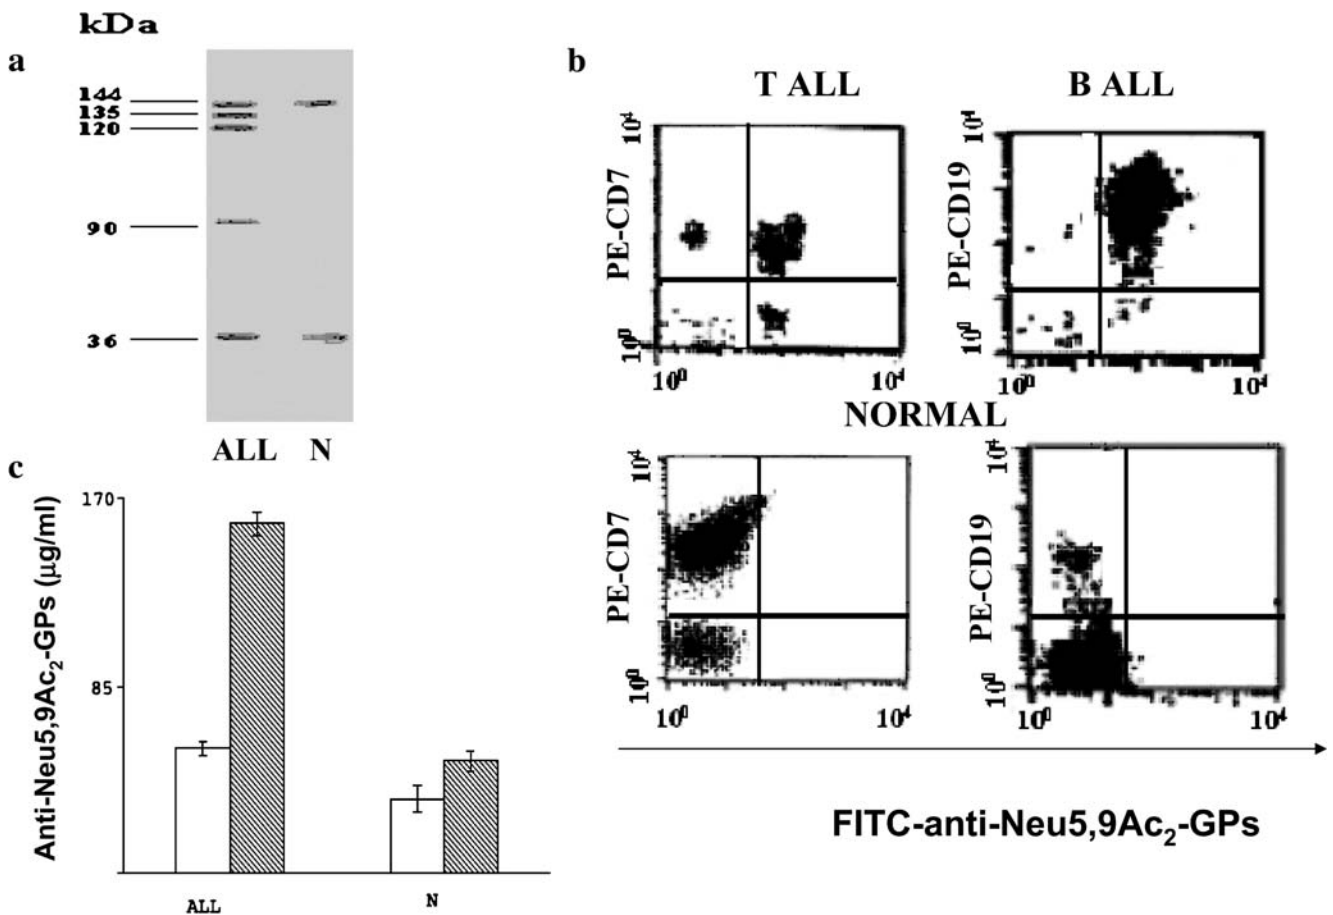 kDa
a
144
135
120
90
36
ALL N
b
T ALL B ALL
10⁴
PE-CD7
10⁰
10⁰ 10⁴
10⁴
PE-CD19
10⁰
10⁰ 10⁴
NORMAL
10⁴
PE-CD7
10⁰
10⁰ 10⁴
10⁴
PE-CD19
10⁰
10⁰ 10⁴
FITC-anti-Neu5,9Ac₂-GPs
c
Anti-Neu5,9Ac₂-GPs (μg/ml)
170
85
ALL N